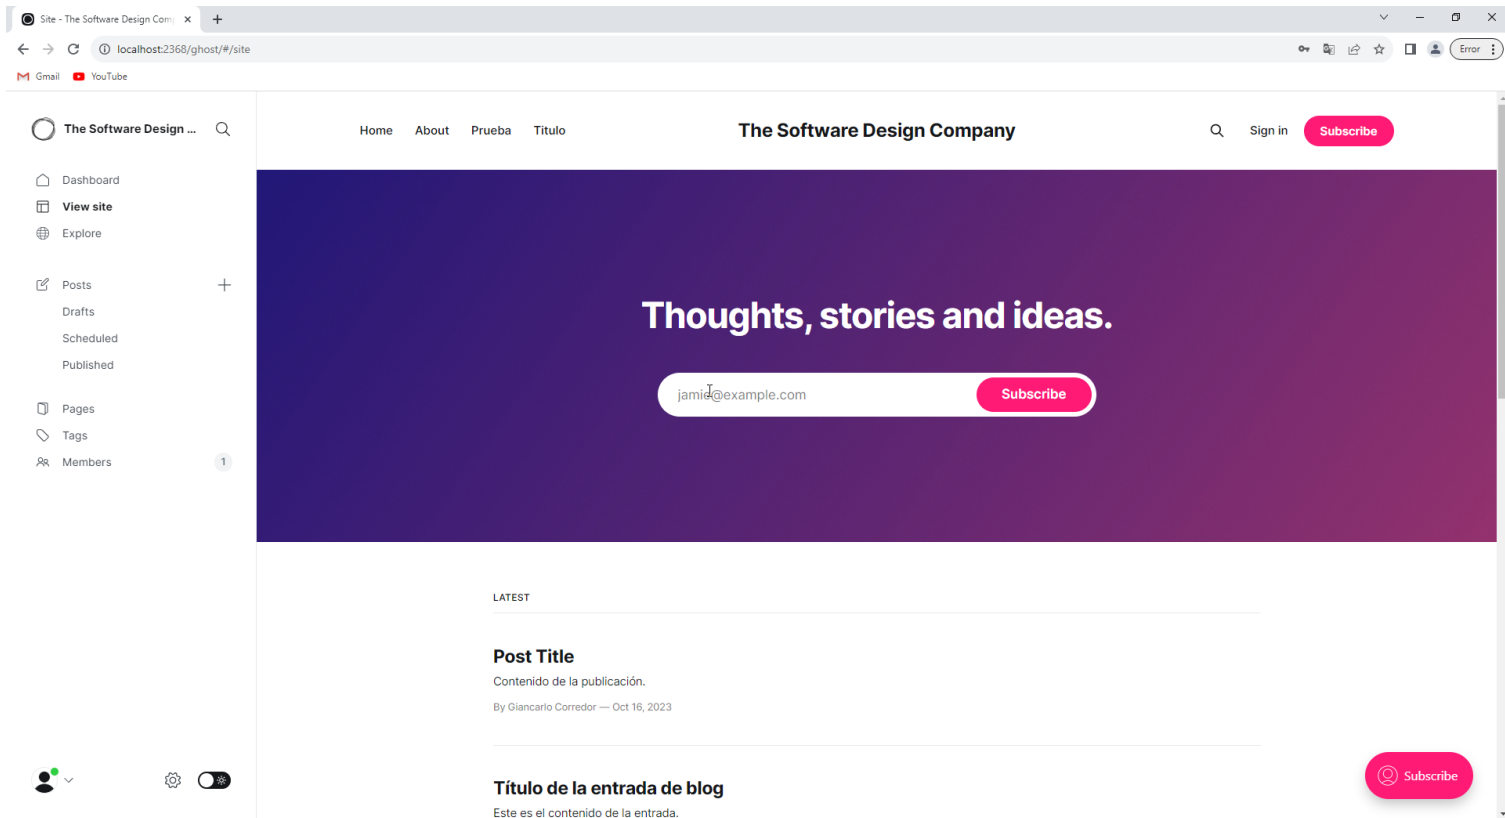 Site - The Software Design Com
localhost:2368/ghost/#/site
Error
Gmail
YouTube
The Software Design ...
Dashboard
View site
Explore
Posts
Drafts
Scheduled
Published
Pages
Tags
Members
1
Home
About
Prueba
Titulo
The Software Design Company
Sign in
Subscribe
Thoughts, stories and ideas.
jamie@example.com
Subscribe
LATEST
Post Title
Contenido de la publicación.
By Giancarlo Corredor — Oct 16, 2023
Título de la entrada de blog
Este es el contenido de la entrada.
Subscribe